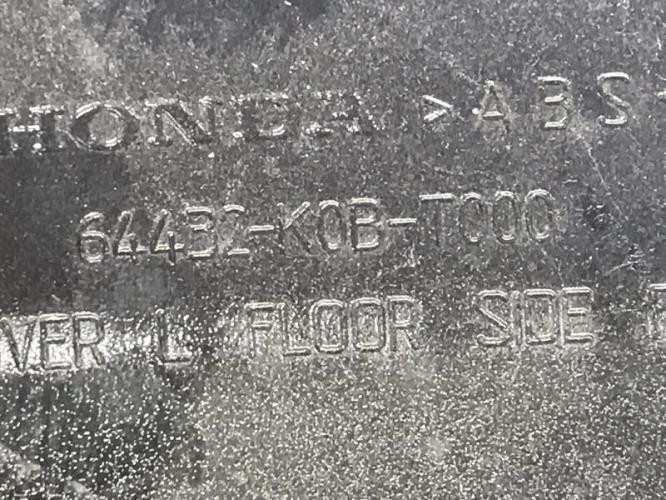 HONDA >ABS
64432-K0B-T000
VER L FLOOR SIDE